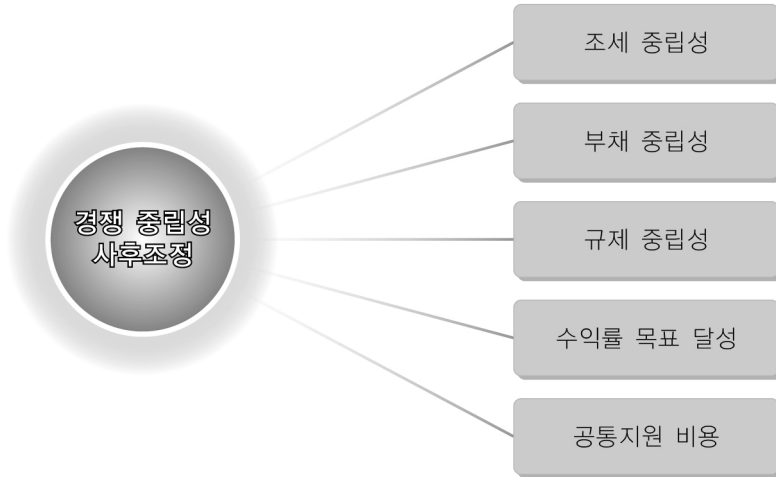 경쟁 중립성
사후조정
조세 중립성
부채 중립성
규제 중립성
수익률 목표 달성
공통지원 비용